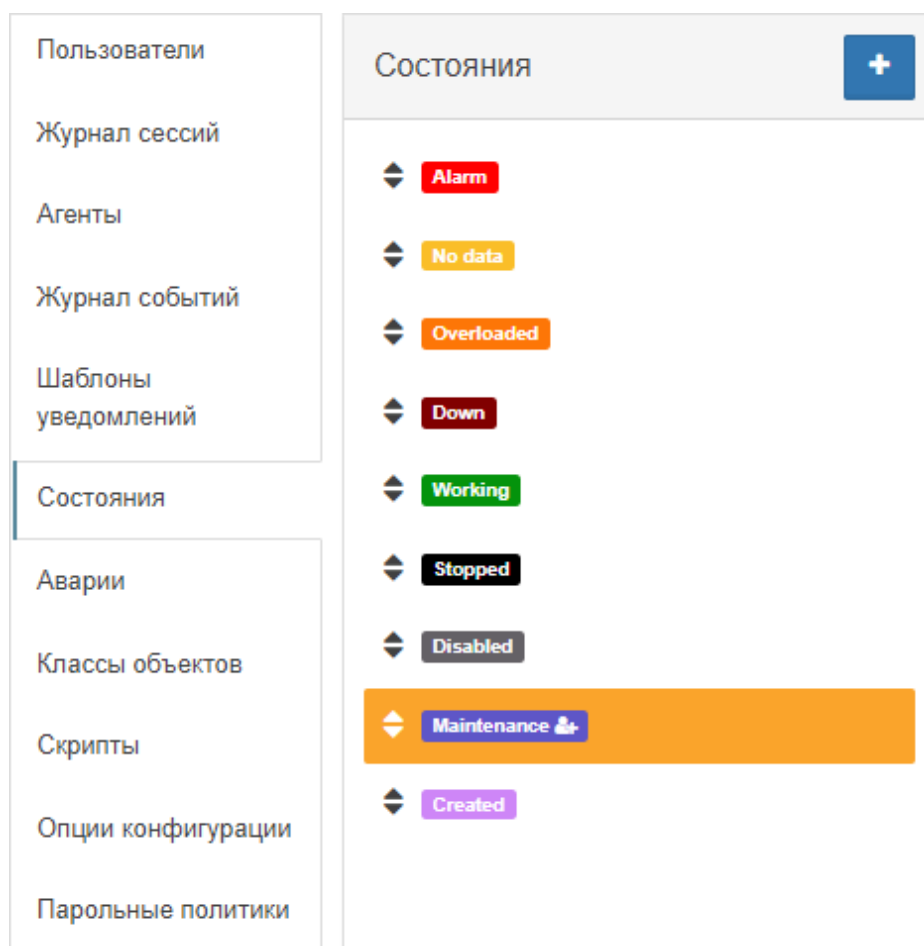 Пользователи
Журнал сессий
Агенты
Журнал событий
Шаблоны
уведомлений
Состояния
Аварии
Классы объектов
Скрипты
Опции конфигурации
Парольные политики
Состояния
Alarm
No data
Overloaded
Down
Working
Stopped
Disabled
Maintenance
Created